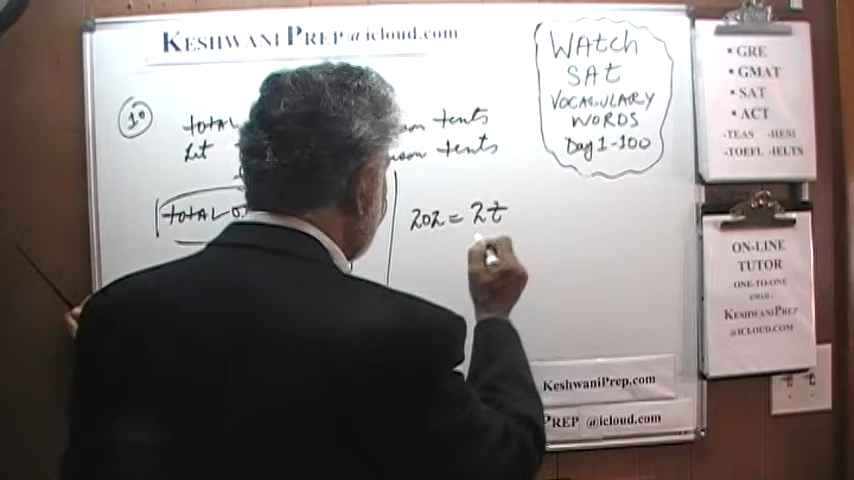 KESHWANI PREP@icloud.com
10
TOTAL
tents
Let
tents
TOTAL
202 = 2t
WAtch
SAt
VOCABULARY
WORDS
Day 1-100
• GRE
• GMAT
• SAT
• ACT
-TEAS -HESI
-TOEFL -IELTS
ON-LINE
TUTOR
ONE-TO-ONE
EMAIL
KESHWANIPREP
@ICLOUD.COM
KeshwaniPrep.com
PREP @icloud.com